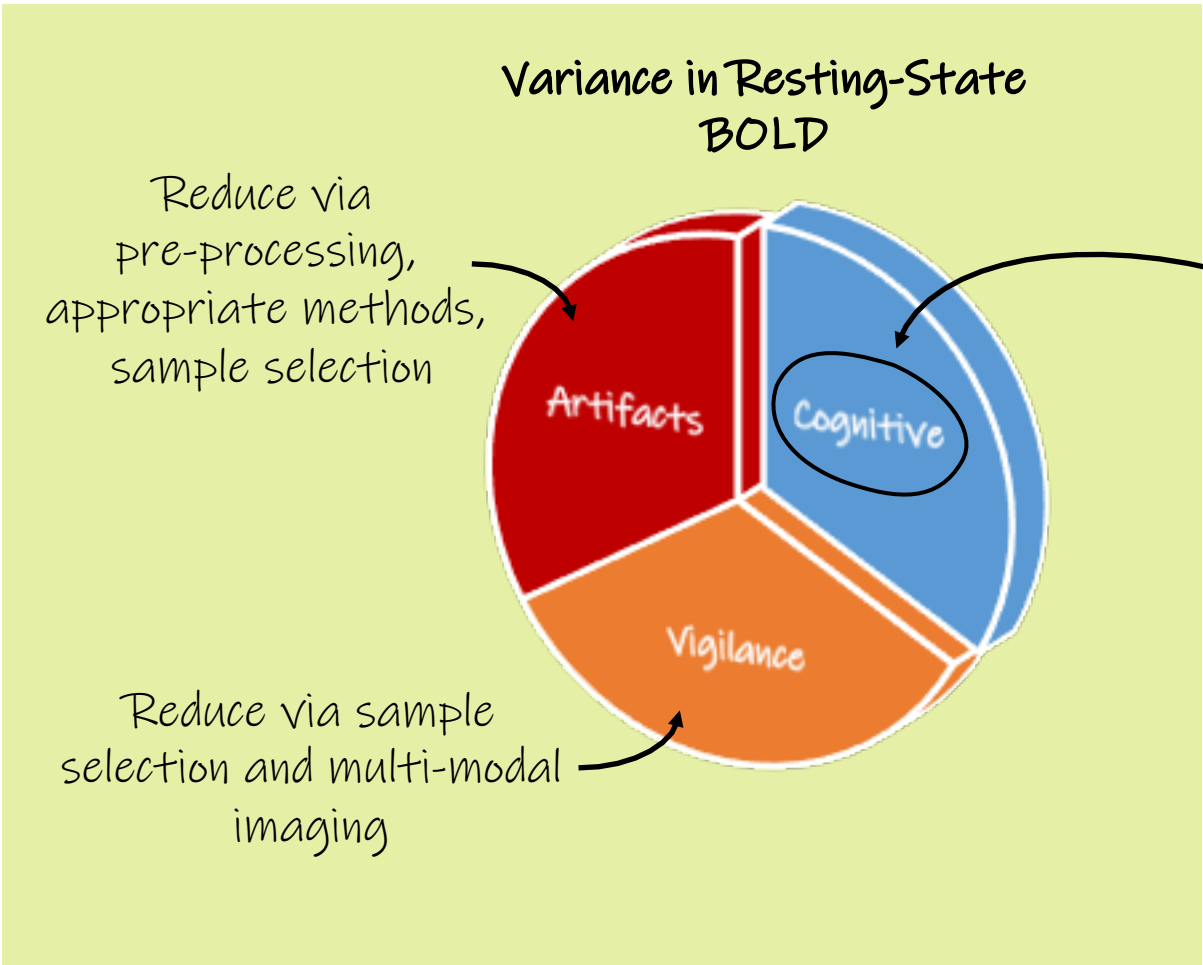 Variance in Resting-State
BOLD
Reduce via
pre-processing,
appropriate methods,
sample selection
Artifacts
Cognitive
Vigilance
Reduce via sample
selection and multi-modal
imaging